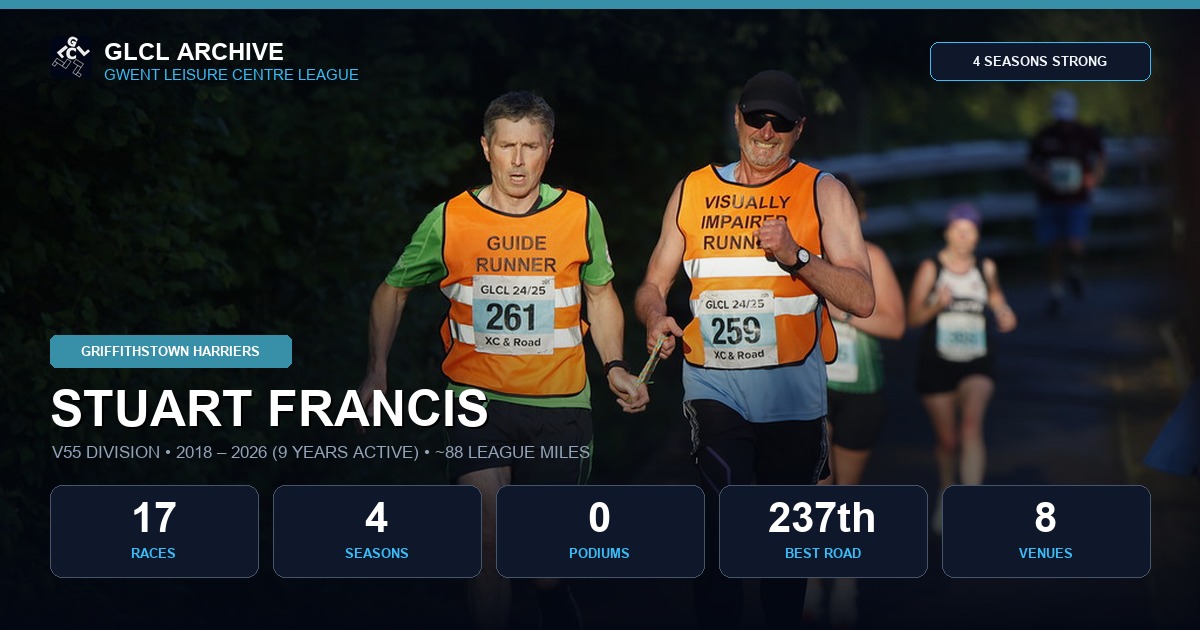 GLCL ARCHIVE
GWENT LEISURE CENTRE LEAGUE
4 SEASONS STRONG
VISUALLY
IMPAIRED
GUIDE
RUNNER
GLCL 24/25
261
XC & Road
GLCL 24/25
259
XC & Road
GRIFFITHSTOWN HARRIERS
STUART FRANCIS
V55 DIVISION • 2018 – 2026 (9 YEARS ACTIVE) • ~88 LEAGUE MILES
17
RACES
4
SEASONS
0
PODIUMS
237th
BEST ROAD
8
VENUES